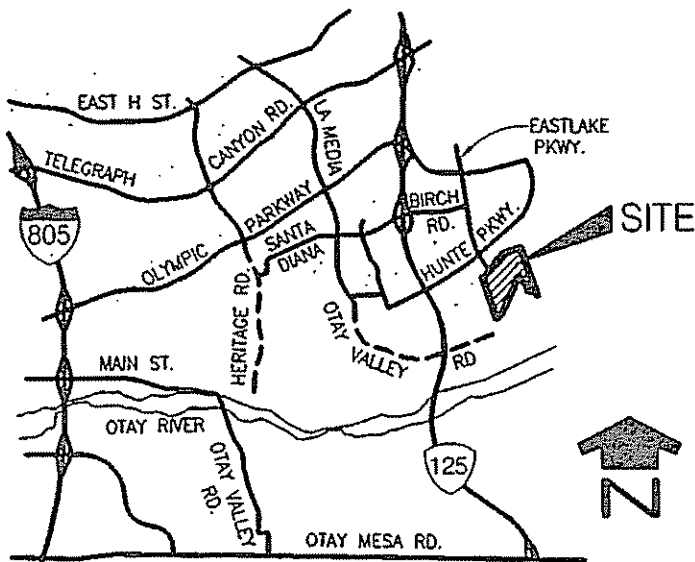 EAST H ST.
TELEGRAPH
CANYON RD.
LA MEDIA
EASTLAKE
PKWY.
805
OLYMPIC
PARKWAY
SANTA
DIANA
BIRCH
RD.
HUNTE PKWY.
SITE
HERITAGE RD.
OTAY
VALLEY
RD
MAIN ST.
OTAY RIVER
OTAY VALLEY
RD.
125
OTAY MESA RD.
N